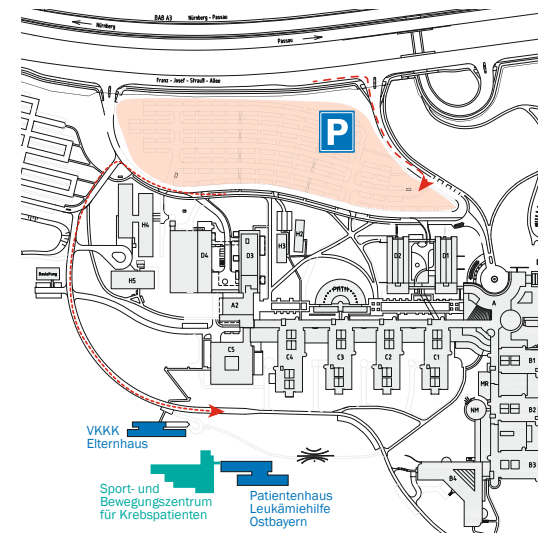 BAB A3
Nürnberg - Passau
Nürnberg
Passau
Franz - Josef - Strauß - Allee
P
H4
H5
D4
D3
H3
H2
D2
D1
PATH
A
A2
C5
C4
C3
C2
C1
B1
MR
NM
B2
B3
B4
VKKK
Elternhaus
Sport- und
Bewegungszentrum
für Krebspatienten
Patientenhaus
Leukämiehilfe
Ostbayern